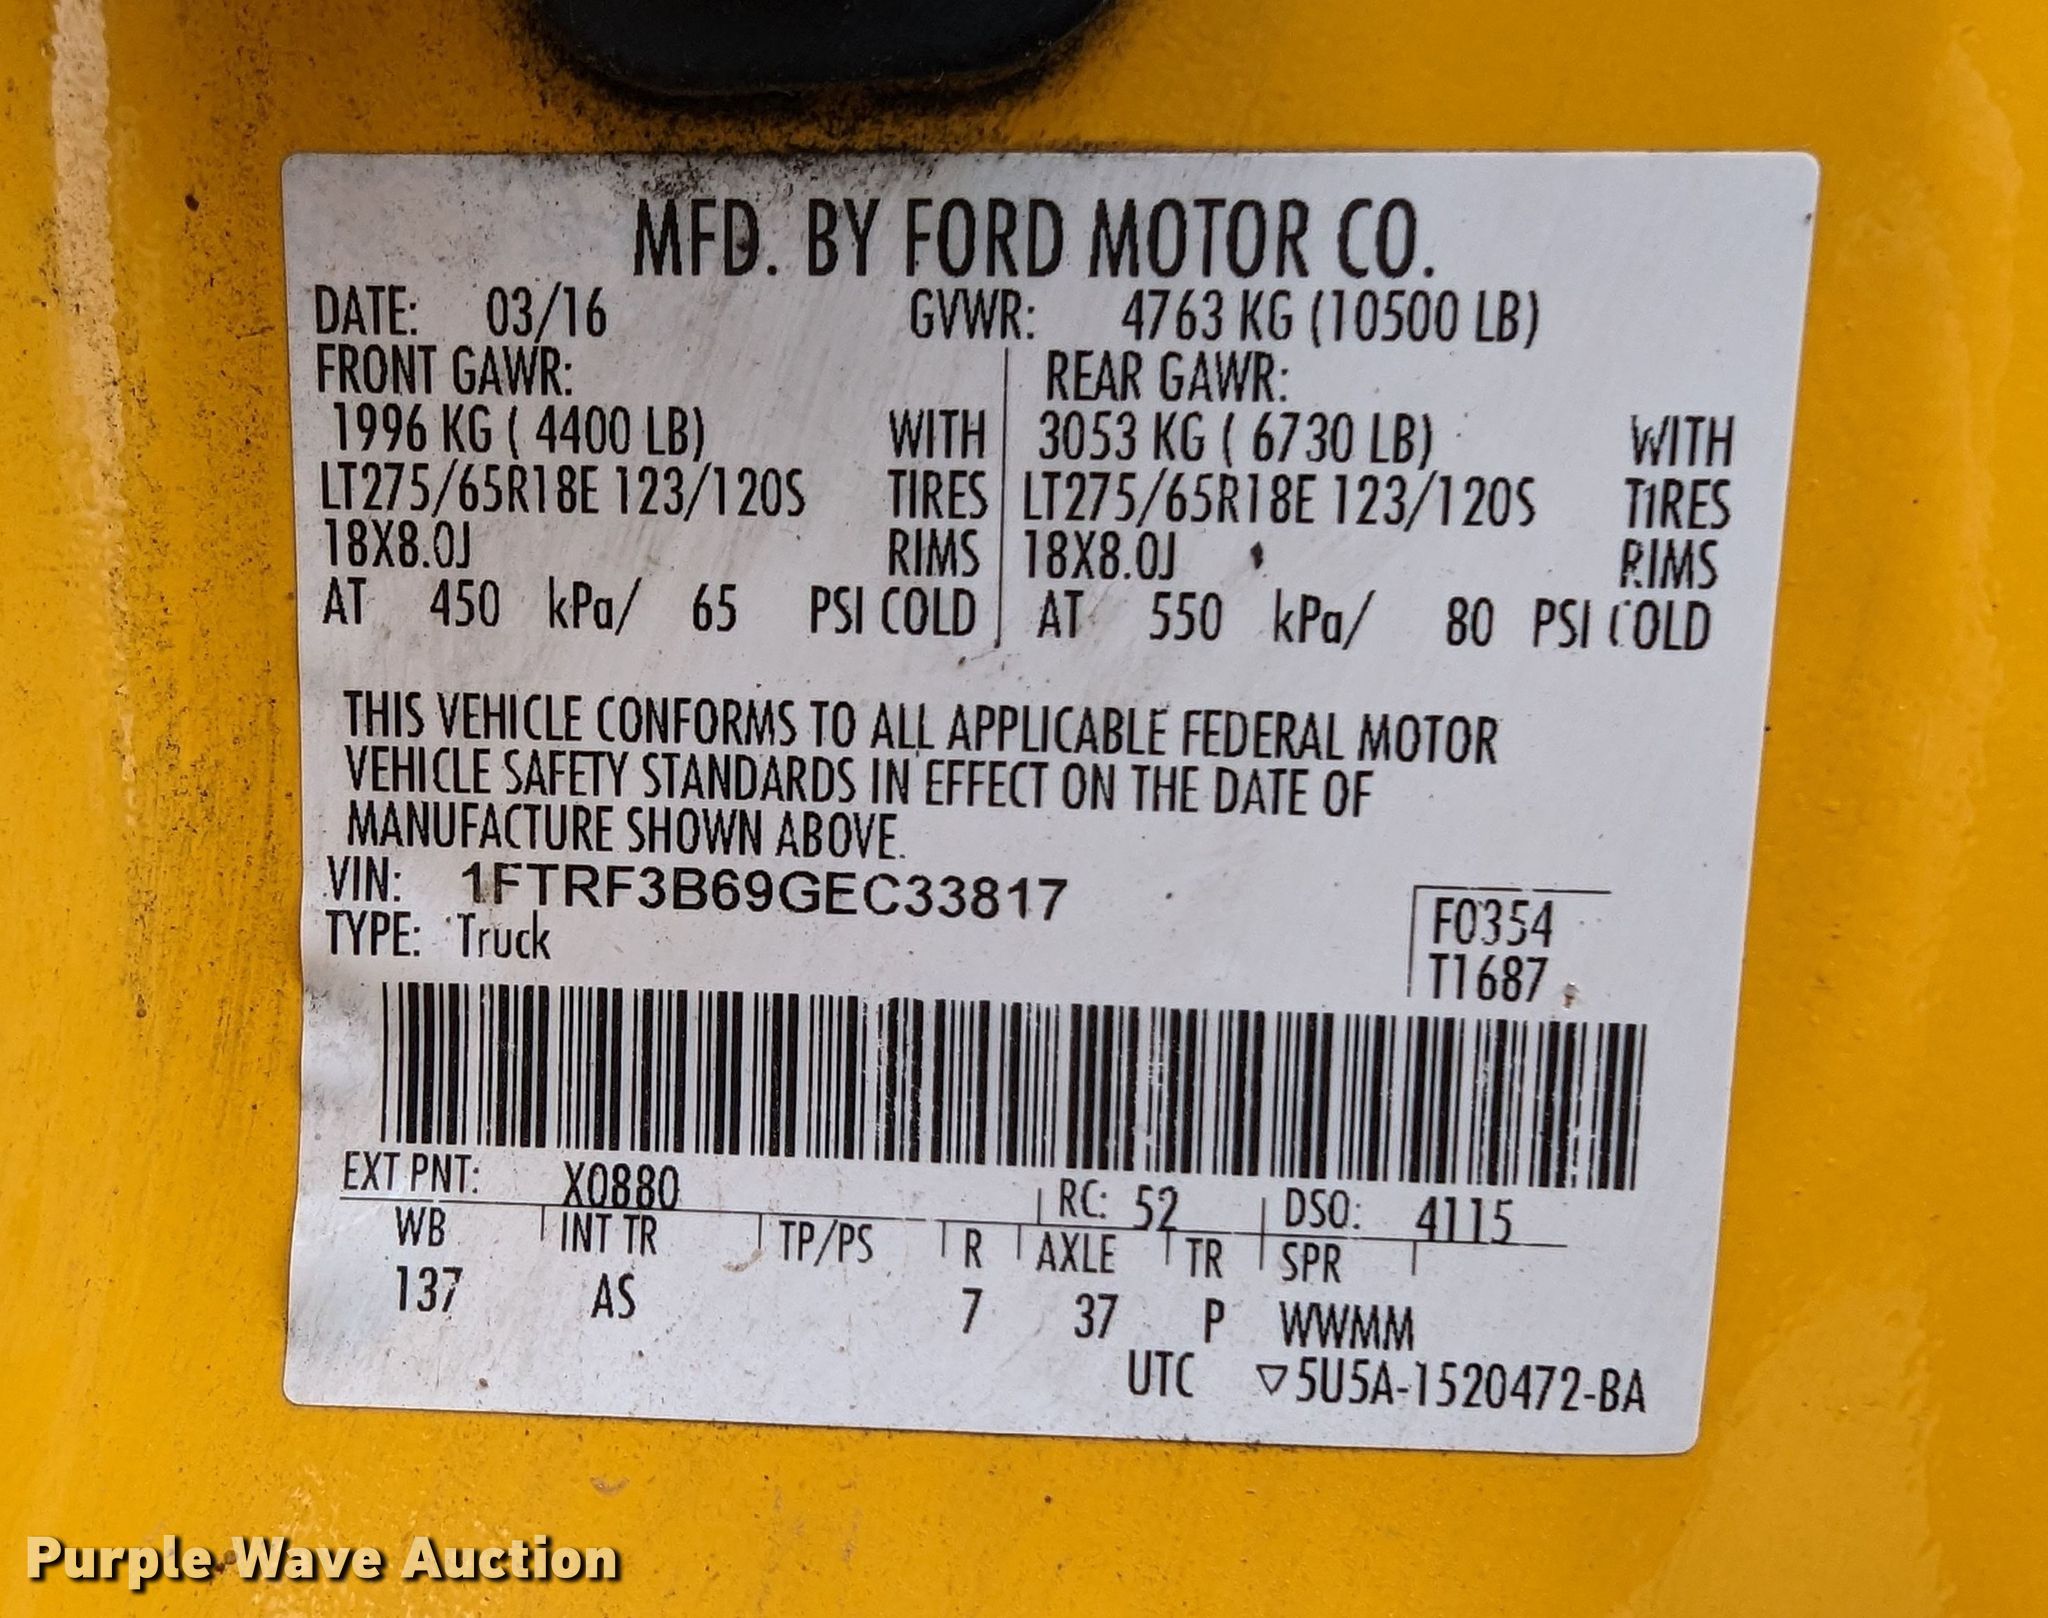 MFD. BY FORD MOTOR CO.
DATE: 03/16 GVWR: 4763 KG (10500 LB)
FRONT GAWR: REAR GAWR:
1996 KG ( 4400 LB) WITH 3053 KG ( 6730 LB) WITH
LT275/65R18E 123/120S TIRES LT275/65R18E 123/120S TIRES
18X8.0J RIMS 18X8.0J RIMS
AT 450 kPa/ 65 PSI COLD AT 550 kPa/ 80 PSI COLD
THIS VEHICLE CONFORMS TO ALL APPLICABLE FEDERAL MOTOR
VEHICLE SAFETY STANDARDS IN EFFECT ON THE DATE OF
MANUFACTURE SHOWN ABOVE.
VIN: 1FTRF3B69GEC33817
TYPE: Truck
F0354
T1687
EXT PNT: X0880 RC: 52 DSO: 4115
WB INT TR TP/PS R AXLE TR SPR
137 AS 7 37 P WWMM
UTC ▽5U5A-1520472-BA
Purple Wave Auction